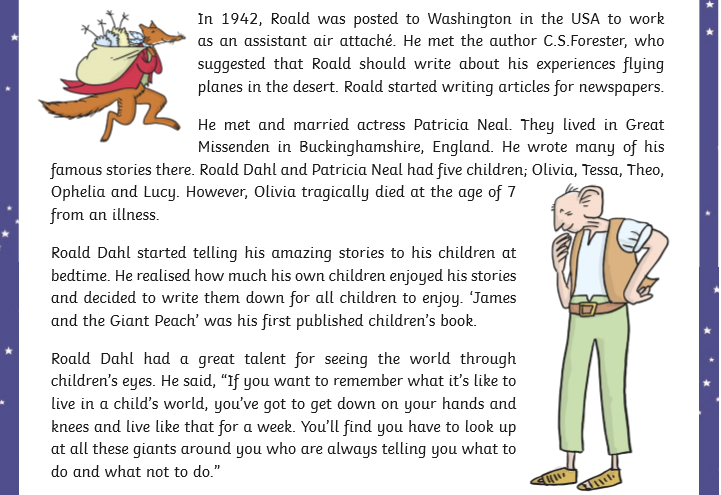 In 1942, Roald was posted to Washington in the USA to work
as an assistant air attaché. He met the author C.S.Forester, who
suggested that Roald should write about his experiences flying
planes in the desert. Roald started writing articles for newspapers.
He met and married actress Patricia Neal. They lived in Great
Missenden in Buckinghamshire, England. He wrote many of his
famous stories there. Roald Dahl and Patricia Neal had five children; Olivia, Tessa, Theo,
Ophelia and Lucy. However, Olivia tragically died at the age of 7
from an illness.
Roald Dahl started telling his amazing stories to his children at
bedtime. He realised how much his own children enjoyed his stories
and decided to write them down for all children to enjoy. ‘James
and the Giant Peach’ was his first published children’s book.
Roald Dahl had a great talent for seeing the world through
children’s eyes. He said, “If you want to remember what it’s like to
live in a child’s world, you’ve got to get down on your hands and
knees and live like that for a week. You’ll find you have to look up
at all these giants around you who are always telling you what to
do and what not to do.”